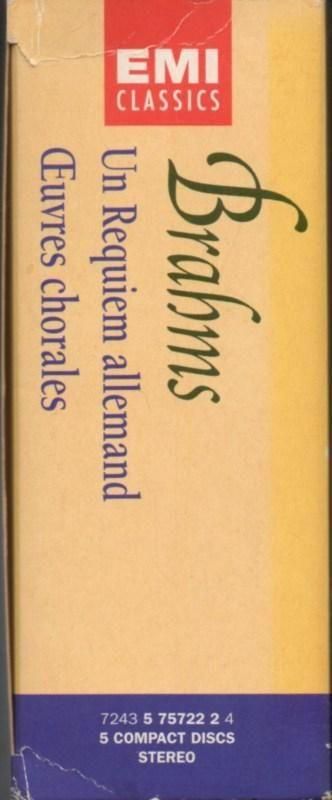 EMI
CLASSICS
Brahms
Un Requiem allemand
Œuvres chorales
7243 5 75722 2 4
5 COMPACT DISCS
STEREO